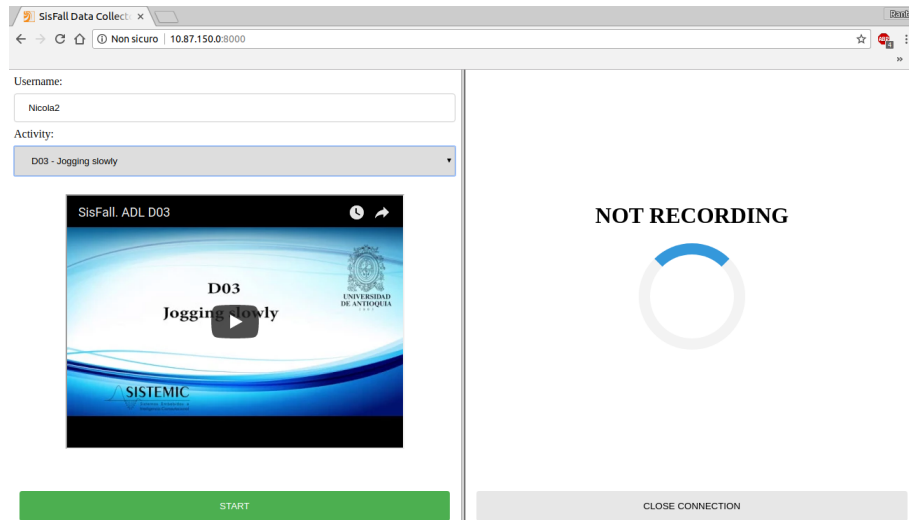 SisFall Data Collect
Non sicuro | 10.87.150.0:8000
Username:
Nicola2
Activity:
D03 - Jogging slowly
SisFall. ADL D03
D03
Jogging slowly
UNIVERSIDAD
DE ANTIOQUIA
1803
SISTEMIC
START
NOT RECORDING
CLOSE CONNECTION